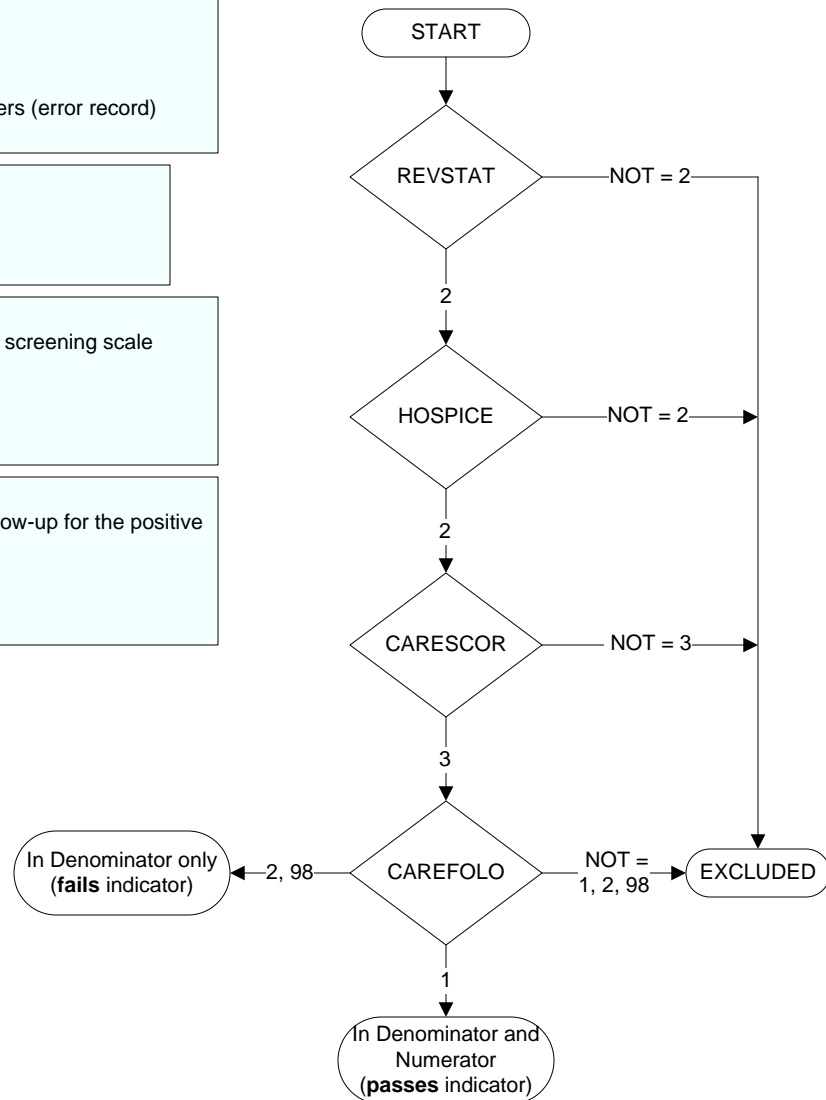 ers (error record)
screening scale
ow-up for the positive
START
REVSTAT
NOT = 2
2
HOSPICE
NOT = 2
2
CARESCOR
NOT = 3
3
In Denominator only
(fails indicator)
2, 98
CAREFOLO
NOT =
1, 2, 98
EXCLUDED
1
In Denominator and
Numerator
(passes indicator)